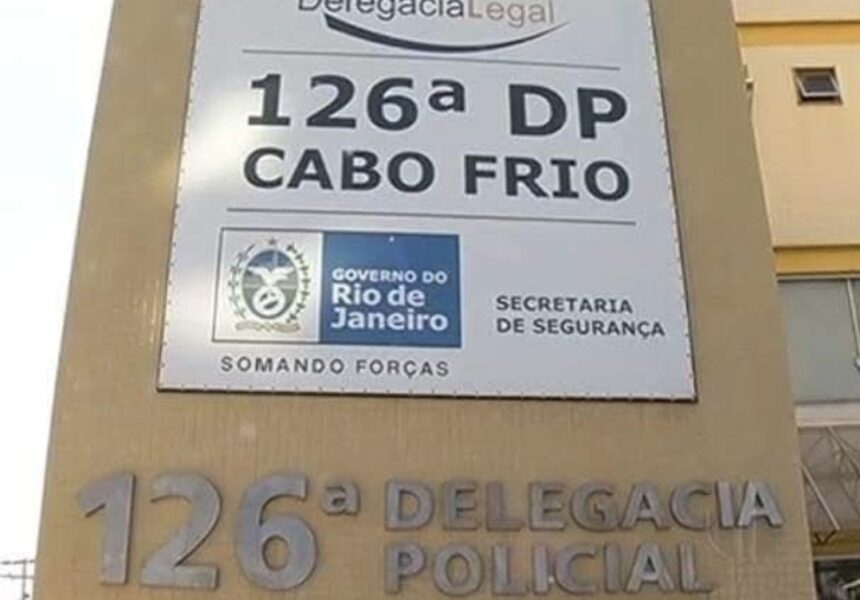 DelegaciaLegal
126ª DP
CABO FRIO
GOVERNO DO
Rio de
Janeiro
SECRETARIA
DE SEGURANÇA
SOMANDO FORÇAS
126ª DELEGACIA
POLICIAL